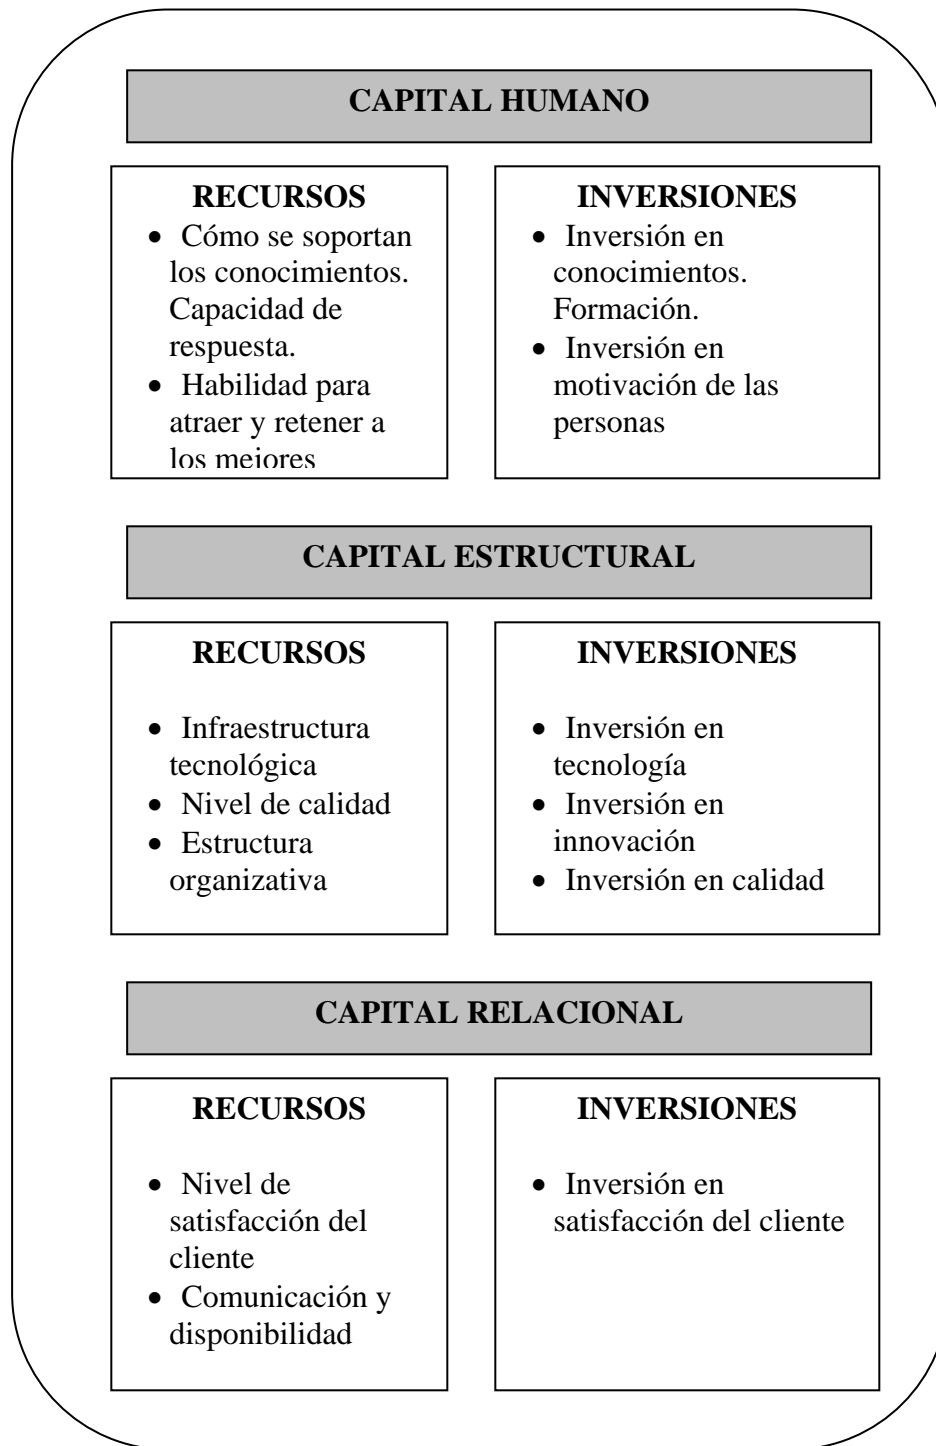 CAPITAL HUMANO
RECURSOS
• Cómo se soportan
los conocimientos.
Capacidad de
respuesta.
• Habilidad para
atraer y retener a
los mejores
INVERSIONES
• Inversión en
conocimientos.
Formación.
• Inversión en
motivación de las
personas
CAPITAL ESTRUCTURAL
RECURSOS
• Infraestructura
tecnológica
• Nivel de calidad
• Estructura
organizativa
INVERSIONES
• Inversión en
tecnología
• Inversión en
innovación
• Inversión en calidad
CAPITAL RELACIONAL
RECURSOS
• Nivel de
satisfacción del
cliente
• Comunicación y
disponibilidad
INVERSIONES
• Inversión en
satisfacción del cliente